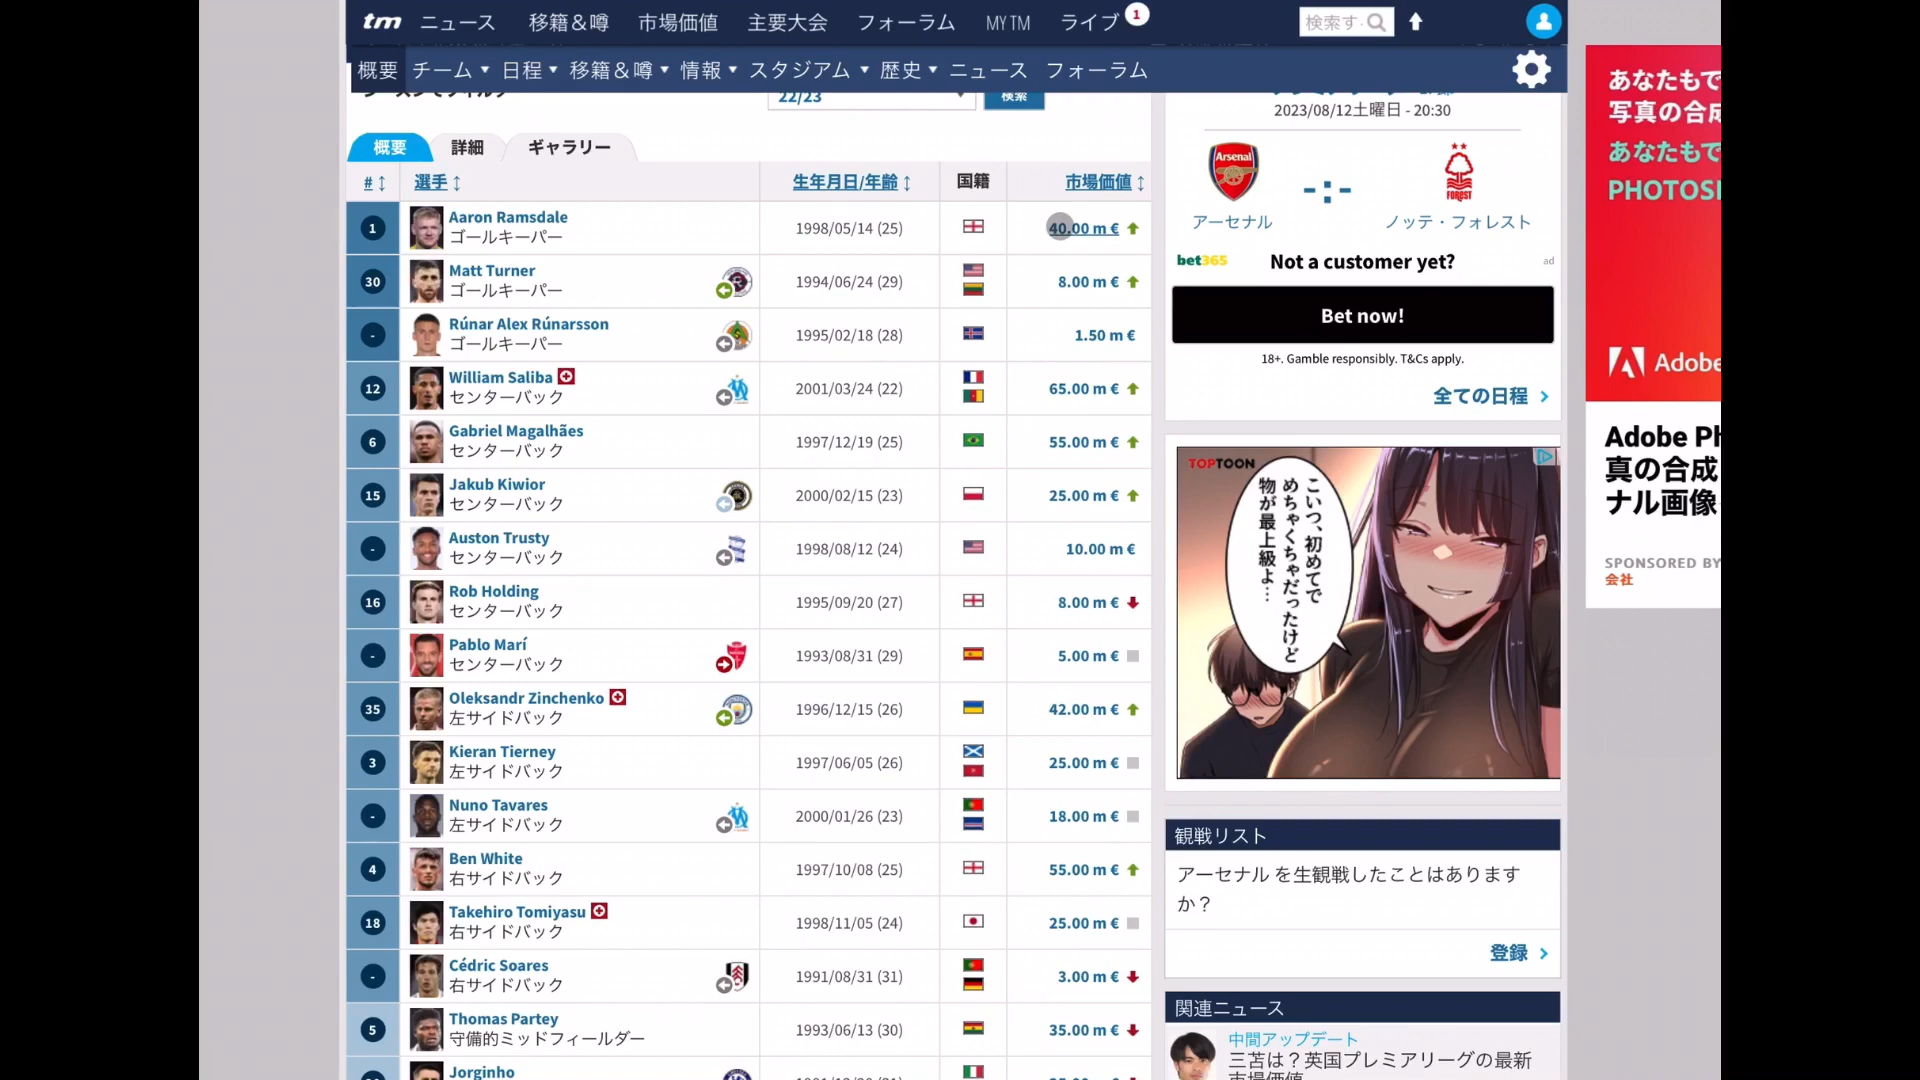 tm ニュース 移籍＆噂 市場価値 主要大会 フォーラム MY TM ライブ 1 検索す
概要 チーム 日程 移籍＆噂 情報 スタジアム 歴史 ニュース フォーラム
22/23 検索
概要 詳細 ギャラリー
# 選手 生年月日/年齢 国籍 市場価値
1 Aaron Ramsdale 1998/05/14 (25) 40.00 m €
ゴールキーパー
30 Matt Turner 1994/06/24 (29) 8.00 m €
ゴールキーパー
- Rúnar Alex Rúnarsson 1995/02/18 (28) 1.50 m €
ゴールキーパー
12 William Saliba 2001/03/24 (22) 65.00 m €
センターバック
6 Gabriel Magalhães 1997/12/19 (25) 55.00 m €
センターバック
15 Jakub Kiwior 2000/02/15 (23) 25.00 m €
センターバック
- Auston Trusty 1998/08/12 (24) 10.00 m €
センターバック
16 Rob Holding 1995/09/20 (27) 8.00 m €
センターバック
- Pablo Marí 1993/08/31 (29) 5.00 m €
センターバック
35 Oleksandr Zinchenko 1996/12/15 (26) 42.00 m €
左サイドバック
3 Kieran Tierney 1997/06/05 (26) 25.00 m €
左サイドバック
- Nuno Tavares 2000/01/26 (23) 18.00 m €
左サイドバック
4 Ben White 1997/10/08 (25) 55.00 m €
右サイドバック
18 Takehiro Tomiyasu 1998/11/05 (24) 25.00 m €
右サイドバック
- Cédric Soares 1991/08/31 (31) 3.00 m €
右サイドバック
5 Thomas Partey 1993/06/13 (30) 35.00 m €
守備的ミッドフィールダー
Jorginho
2023/08/12土曜日 - 20:30
Arsenal
FOREST
-:-
アーセナル ノッテ・フォレスト
bet365 Not a customer yet? ad
Bet now!
18+. Gamble responsibly. T&Cs apply.
全ての日程
TOPTOON
こいつ、初めてで
めちゃくちゃだったけど
物が最上級よ…
観戦リスト
アーセナル を生観戦したことはあります
か？
登録
関連ニュース
中間アップデート
三苫は？英国プレミアリーグの最新
市場価値
あなたもで
写真の合成
あなたもで
PHOTOS
Adobe
Adobe Ph
真の合成
ナル画像
SPONSORED BY
会社